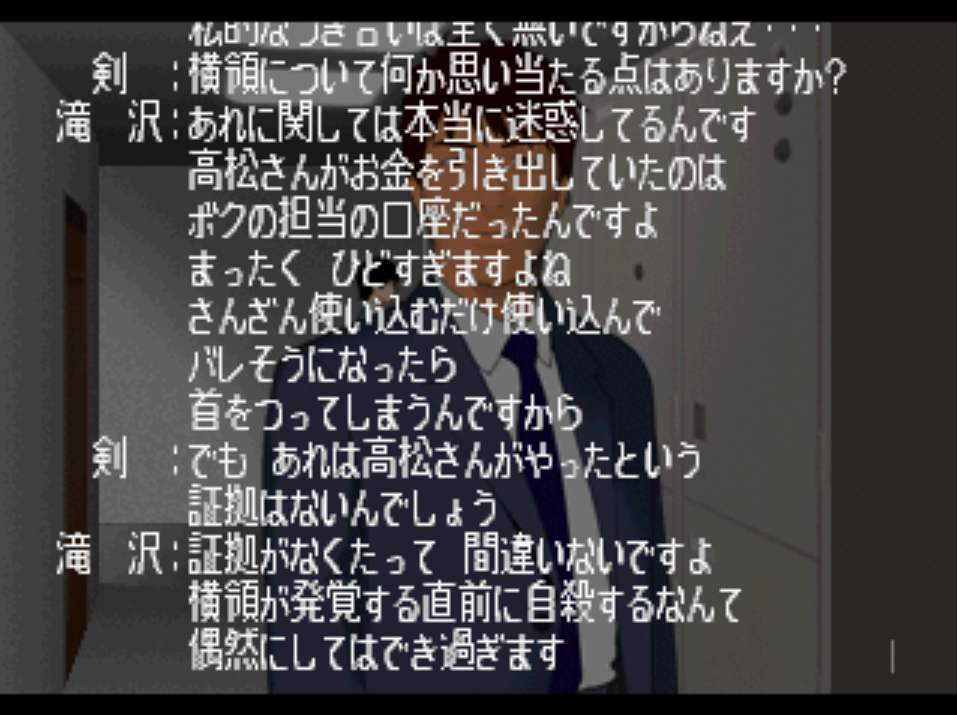 私的なつき合いは全く無いですからねえ・・・
剣　:横領について何か思い当たる点はありますか?
滝　沢:あれに関しては本当に迷惑してるんです
高松さんがお金を引き出していたのは
ボクの担当の口座だったんですよ
まったく　ひどすぎますよね
さんざん使い込むだけ使い込んで
バレそうになったら
首をつってしまうんですから
剣　:でも　あれは高松さんがやったという
証拠はないんでしょう
滝　沢:証拠がなくたって　間違いないですよ
横領が発覚する直前に自殺するなんて
偶然にしてはでき過ぎます